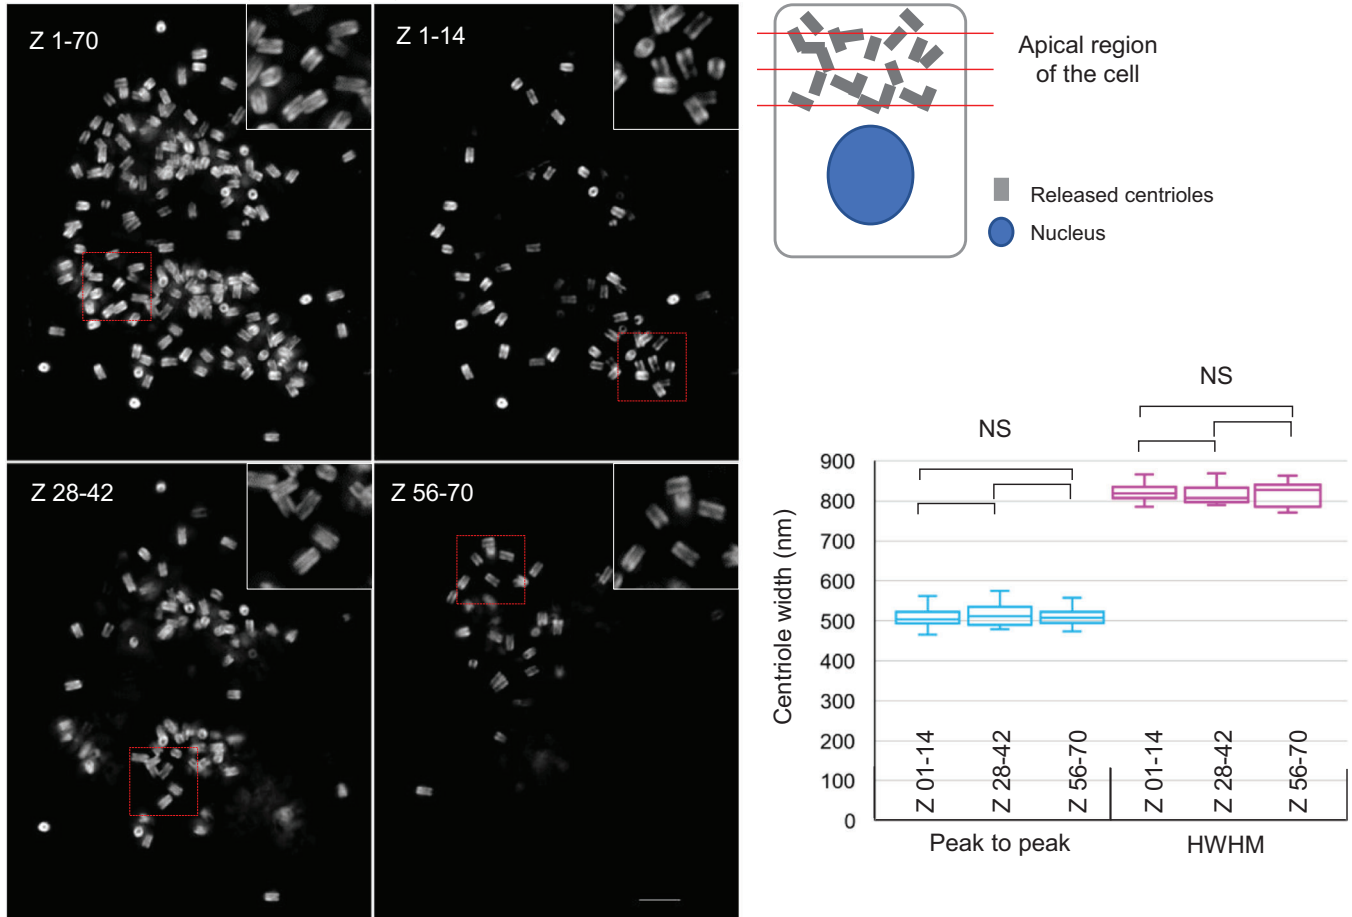 Z 1-70
Z 1-14
Z 28-42
Z 56-70
Apical region
of the cell
Released centrioles
Nucleus
NS
NS
Centriole width (nm)
900
800
700
600
500
400
300
200
100
0
Z 01-14
Z 28-42
Z 56-70
Z 01-14
Z 28-42
Z 56-70
Peak to peak
HWHM